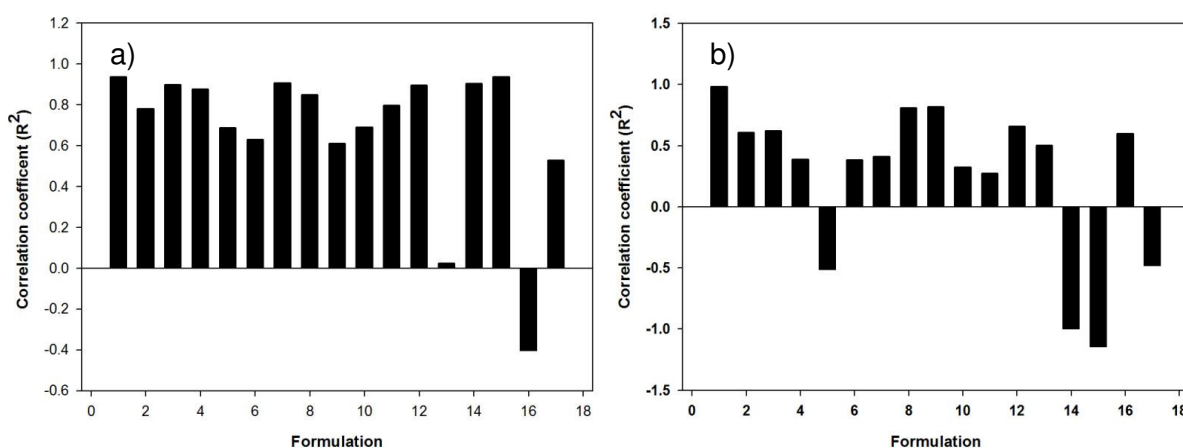 a)
Correlation coefficent (R2)
1.2
1.0
0.8
0.6
0.4
0.2
0.0
-0.2
-0.4
-0.6
0 2 4 6 8 10 12 14 16 18
Formulation
b)
Correlation coefficient (R2)
1.5
1.0
0.5
0.0
-0.5
-1.0
-1.5
0 2 4 6 8 10 12 14 16 18
Formulation